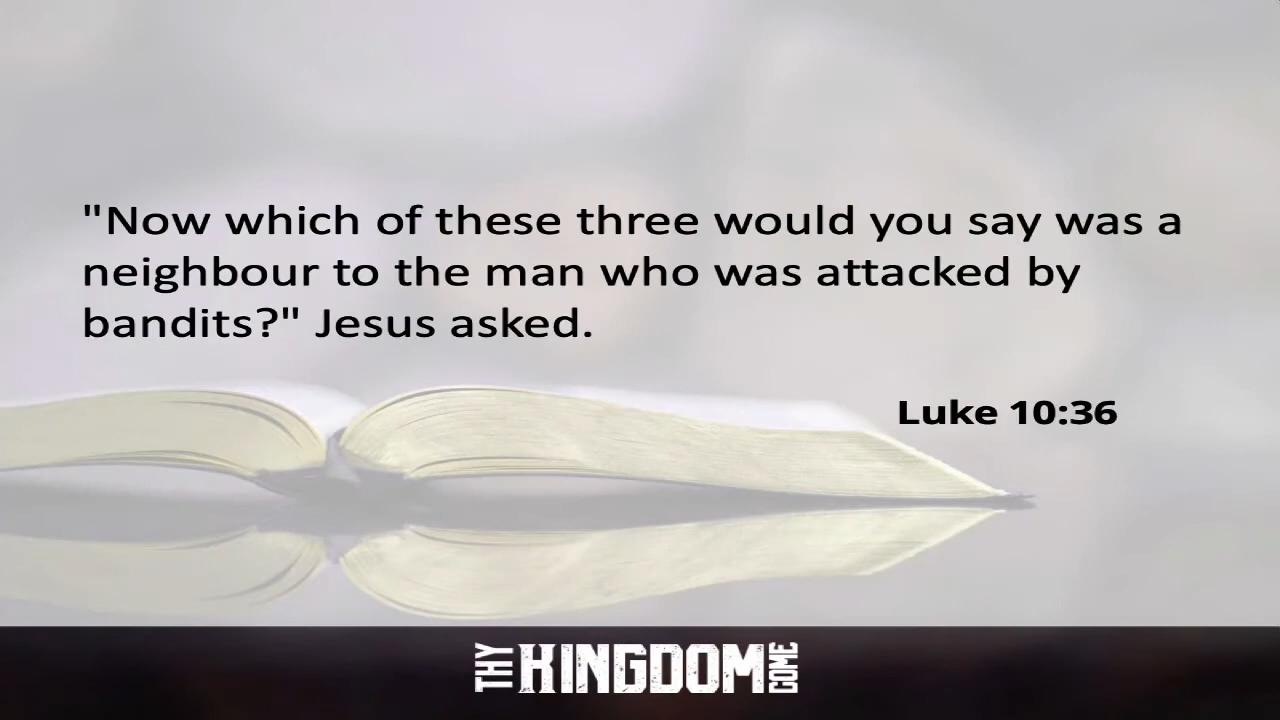 "Now which of these three would you say was a
neighbour to the man who was attacked by
bandits?" Jesus asked.
Luke 10:36
THY KINGDOM COME